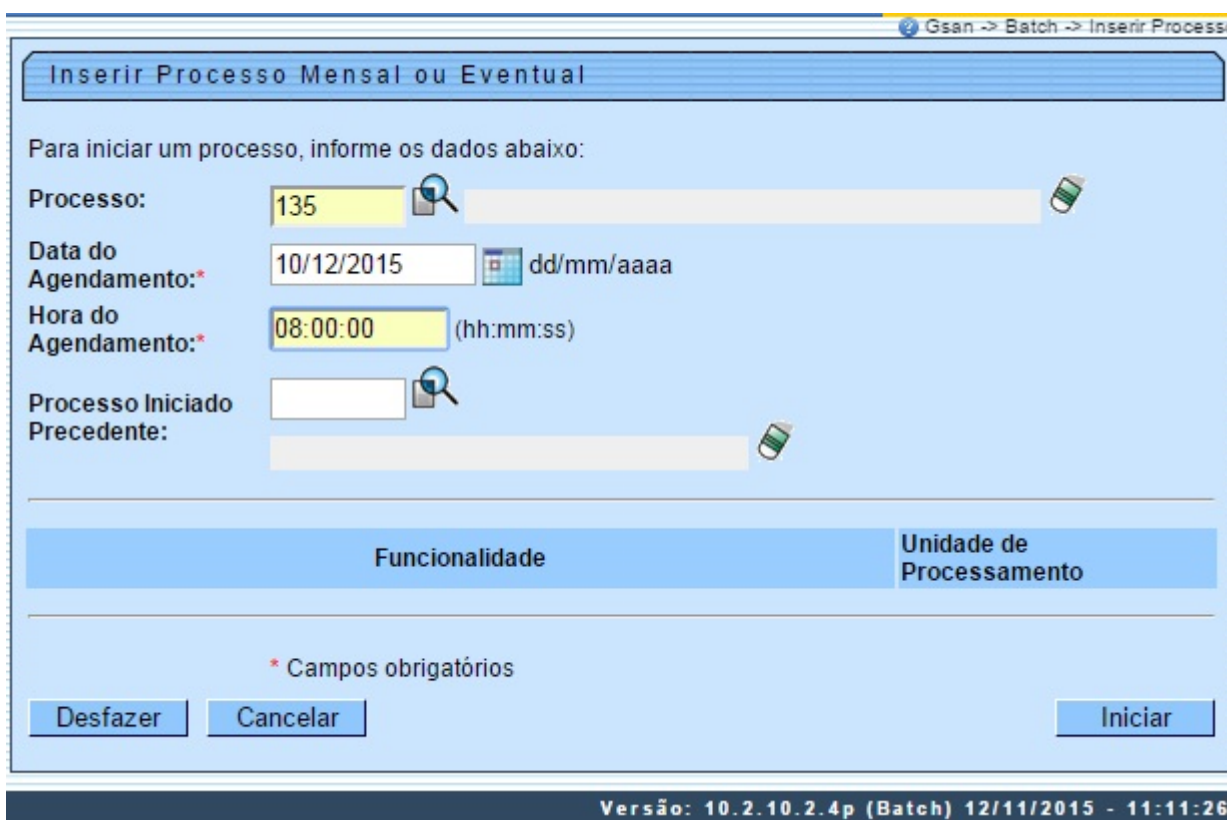 Gsan -> Batch -> Inserir Process
Inserir Processo Mensal ou Eventual
Para iniciar um processo, informe os dados abaixo:
Processo: 135
Data do
Agendamento:* 10/12/2015 dd/mm/aaaa
Hora do
Agendamento:* 08:00:00 (hh:mm:ss)
Processo Iniciado
Precedente:
Funcionalidade Unidade de
Processamento
* Campos obrigatórios
Desfazer Cancelar Iniciar
Versão: 10.2.10.2.4p (Batch) 12/11/2015 - 11:11:26